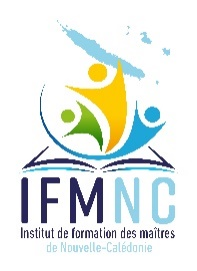 IFMNC
Institut de formation des maîtres
de Nouvelle-Calédonie